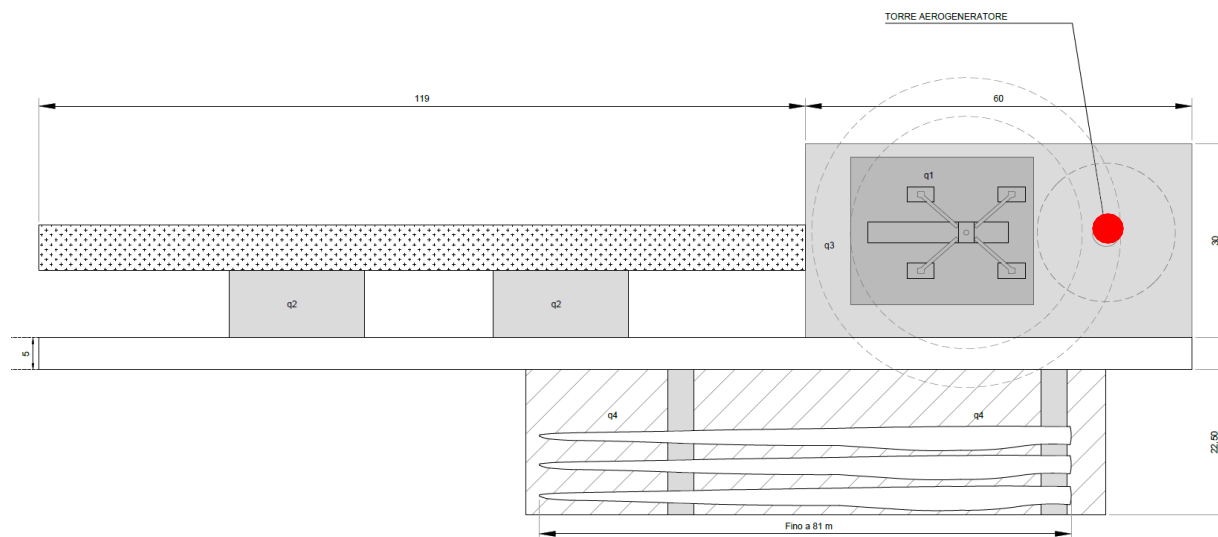 TORRE AEROGENERATORE
119
60
q1
q3
30
q2
q2
5
q4
q4
22.50
Fino a 81 m